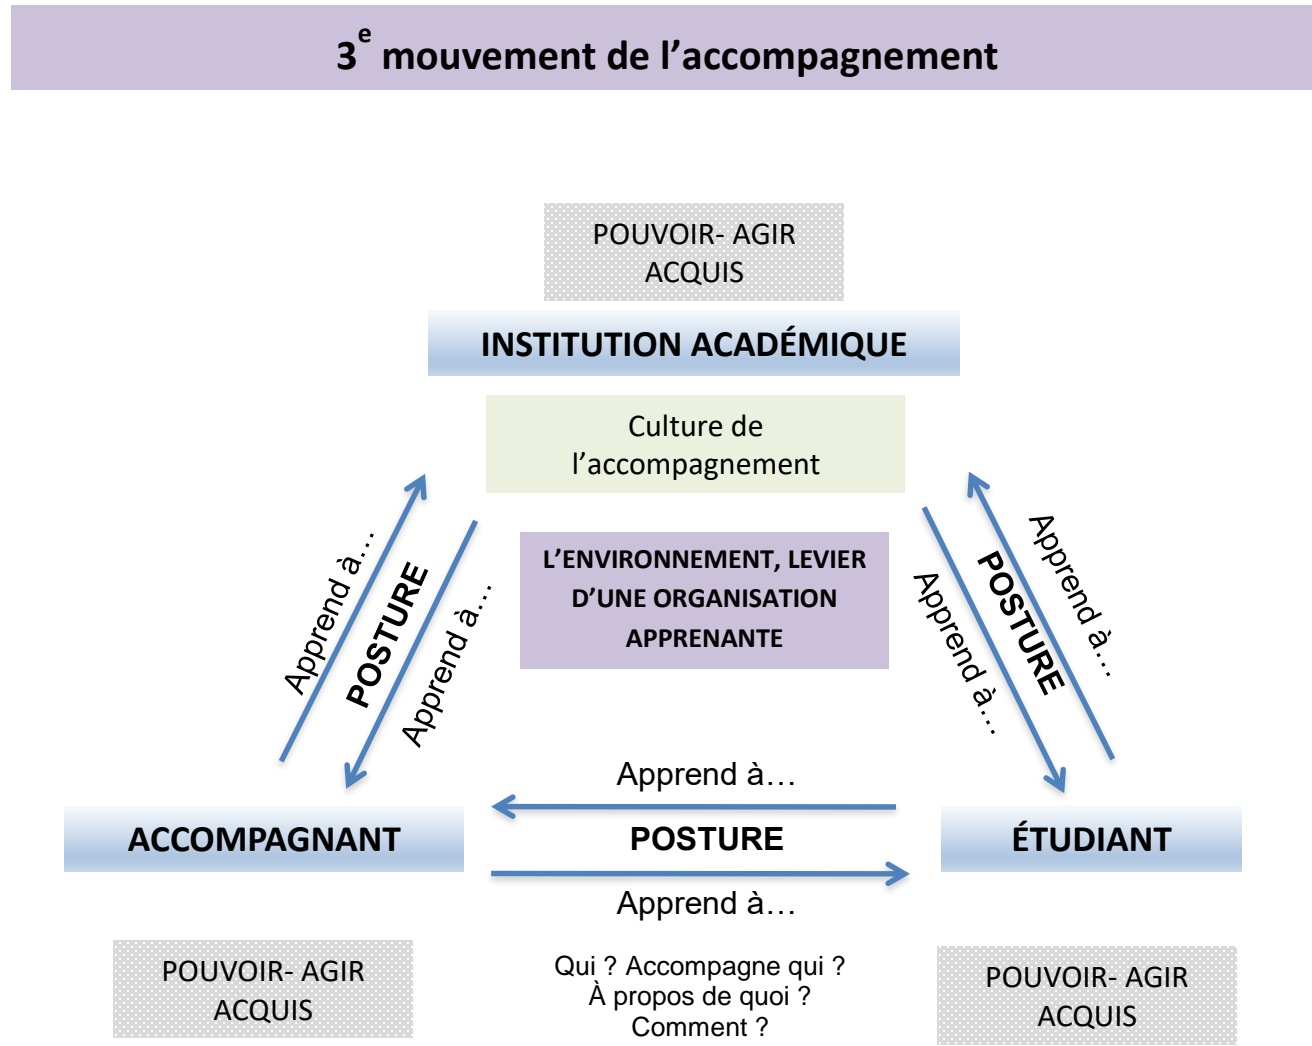 3e mouvement de l’accompagnement
POUVOIR- AGIR
ACQUIS
INSTITUTION ACADÉMIQUE
Culture de
l’accompagnement
L’ENVIRONNEMENT, LEVIER
D’UNE ORGANISATION
APPRENANTE
Apprend à…
POSTURE
Apprend à…
Apprend à…
POSTURE
Apprend à…
Apprend à…
POSTURE
Apprend à…
ACCOMPAGNANT
ÉTUDIANT
POUVOIR- AGIR
ACQUIS
Qui ? Accompagne qui ?
À propos de quoi ?
Comment ?
POUVOIR- AGIR
ACQUIS